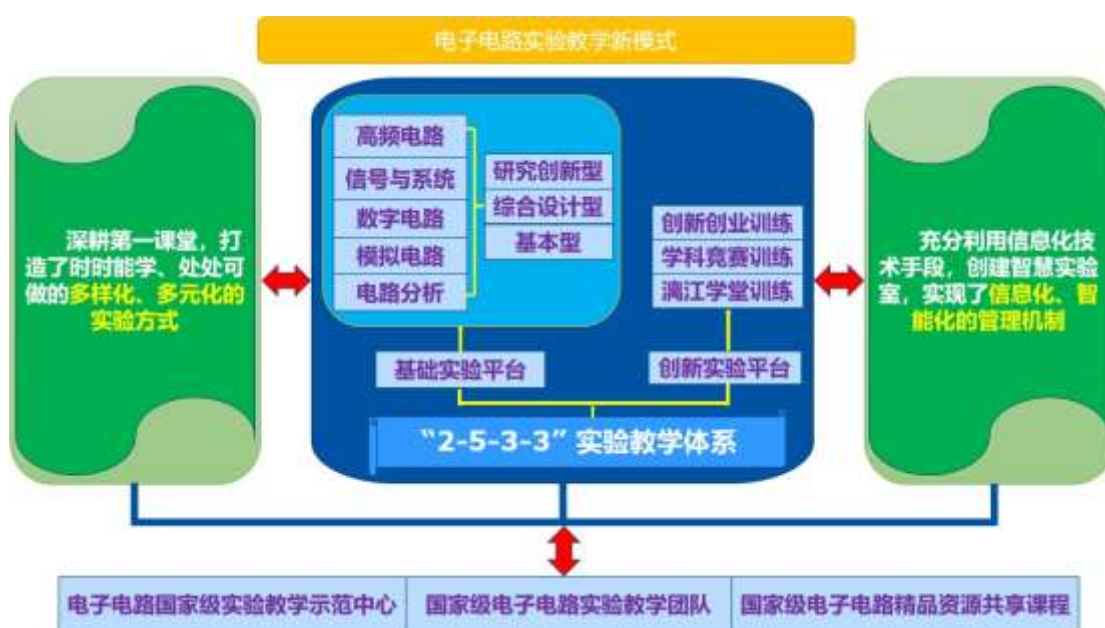 电子电路实验教学新模式
深耕第一课堂，打
造了时时能学、处处可
做的多样化、多元化的
实验方式
高频电路
信号与系统
数字电路
模拟电路
电路分析
研究创新型
综合设计型
基本型
创新创业训练
学科竞赛训练
漓江学堂训练
基础实验平台
创新实验平台
“2-5-3-3” 实验教学体系
充分利用信息化技
术手段，创建智慧实验
室，实现了信息化、智
能化的管理机制
电子电路国家级实验教学示范中心
国家级电子电路实验教学团队
国家级电子电路精品资源共享课程